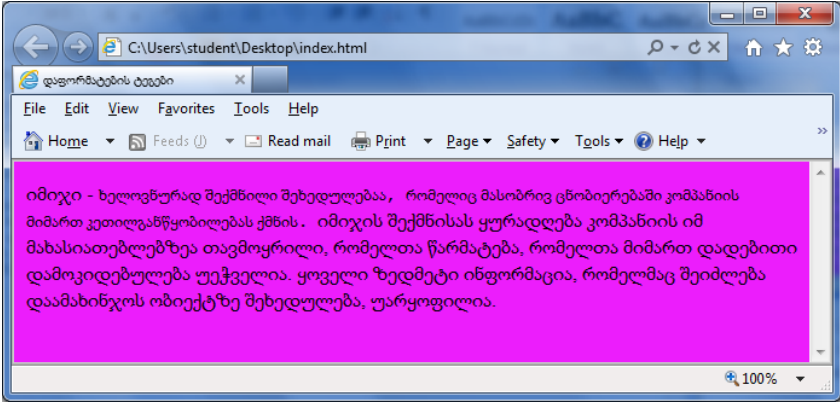 C:\Users\student\Desktop\index.html
დაფორმატების ტეგები
File Edit View Favorites Tools Help
Home Feeds (J) Read mail Print Page Safety Tools Help
იმიჯი - ხელოვნურად შექმნილი შეხედულებაა, რომელიც მასობრივ ცნობიერებაში კომპანიის
მიმართ კეთილგანწყობილებას ქმნის. იმიჯის შექმნისას ყურადღება კომპანიის იმ
მახასიათებლებზეა თავმოყრილი, რომელთა წარმატება, რომელთა მიმართ დადებითი
დამოკიდებულება უეჭველია. ყოველი ზედმეტი ინფორმაცია, რომელმაც შეიძლება
დაამახინჯოს ობიექტზე შეხედულება, უარყოფილია.
100%